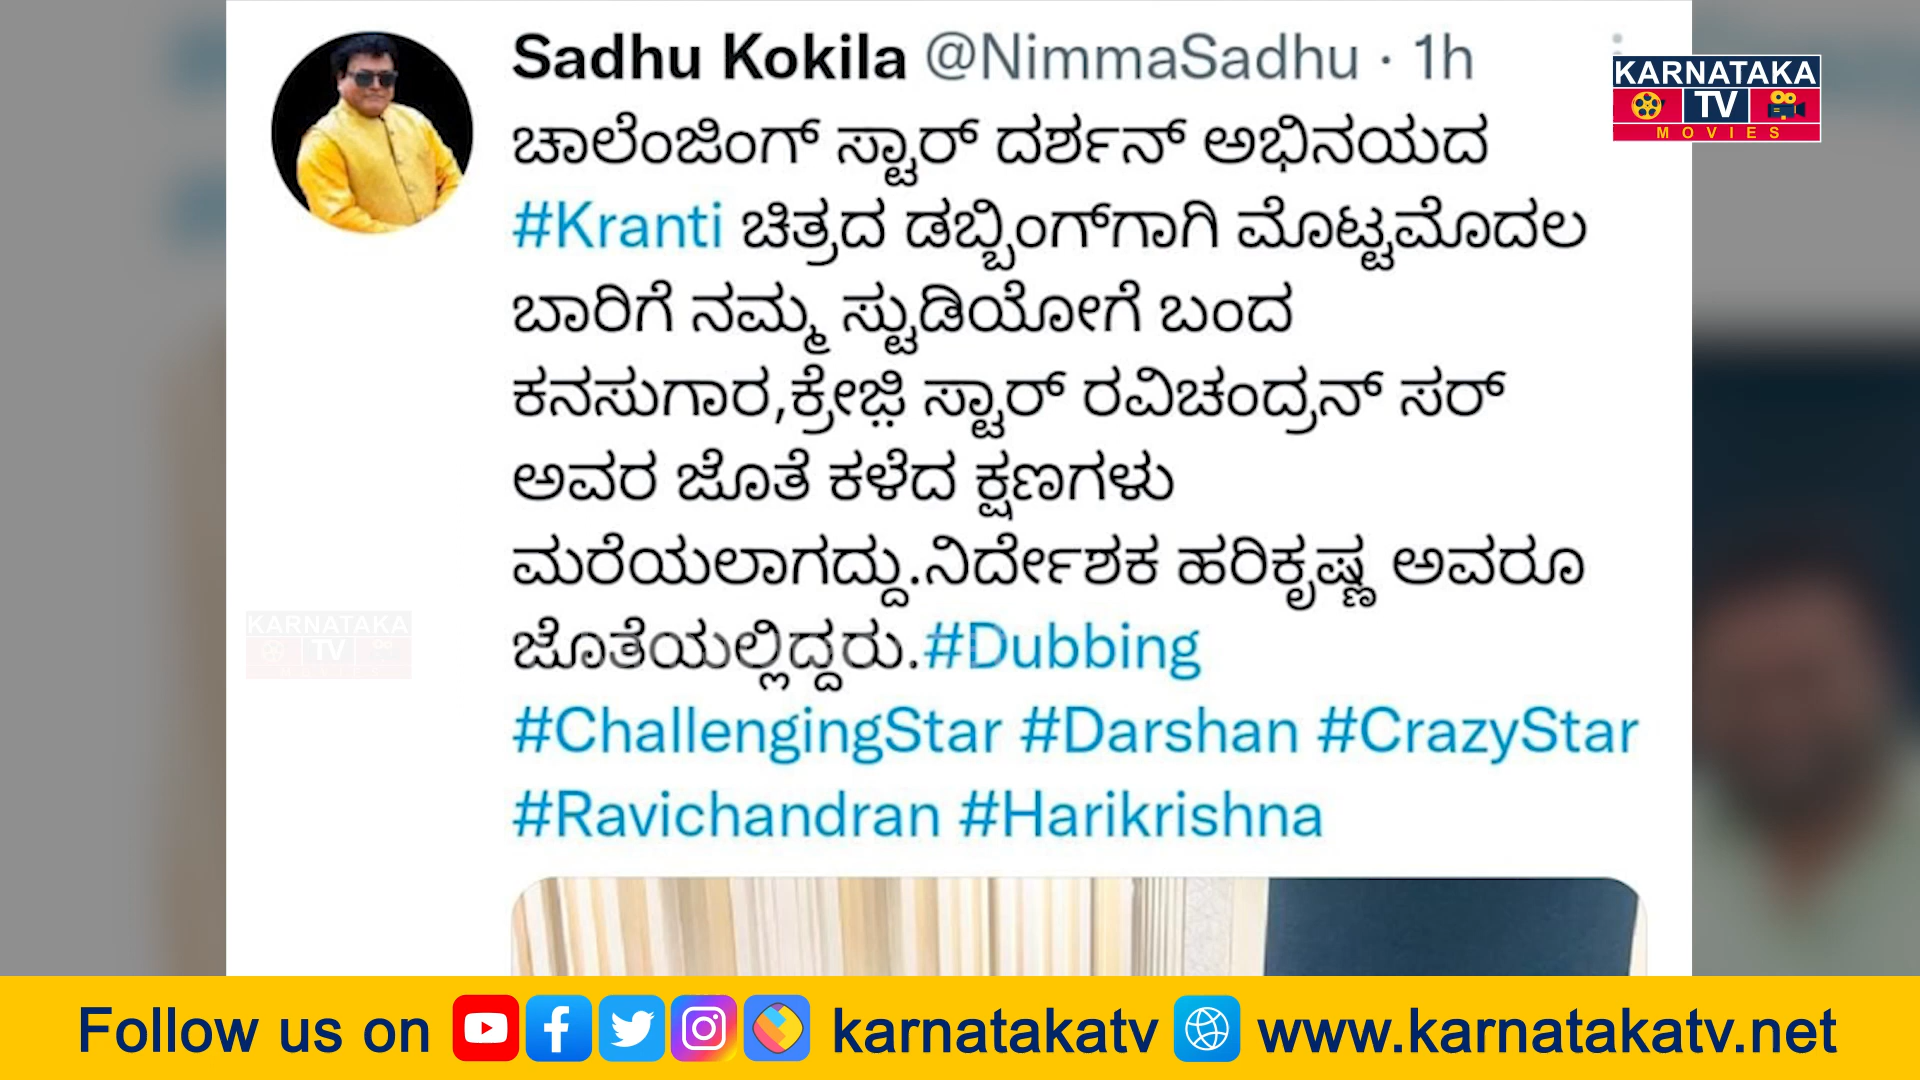 Sadhu Kokila @NimmaSadhu · 1h
ಚಾಲೆಂಜಿಂಗ್ ಸ್ಟಾರ್ ದರ್ಶನ್ ಅಭಿನಯದ
#Kranti ಚಿತ್ರದ ಡಬ್ಬಿಂಗ್‌ಗಾಗಿ ಮೊಟ್ಟಮೊದಲ
ಬಾರಿಗೆ ನಮ್ಮ ಸ್ಟುಡಿಯೋಗೆ ಬಂದ
ಕನಸುಗಾರ,ಕ್ರೇಜ಼ಿ ಸ್ಟಾರ್ ರವಿಚಂದ್ರನ್ ಸರ್
ಅವರ ಜೊತೆ ಕಳೆದ ಕ್ಷಣಗಳು
ಮರೆಯಲಾಗದ್ದು.ನಿರ್ದೇಶಕ ಹರಿಕೃಷ್ಣ ಅವರೂ
ಜೊತೆಯಲ್ಲಿದ್ದರು.#Dubbing
#ChallengingStar #Darshan #CrazyStar
#Ravichandran #Harikrishna
KARNATAKA
TV
MOVIES
KARNATAKA
TV
MOVIES
Follow us on karnatakatv www.karnatakatv.net